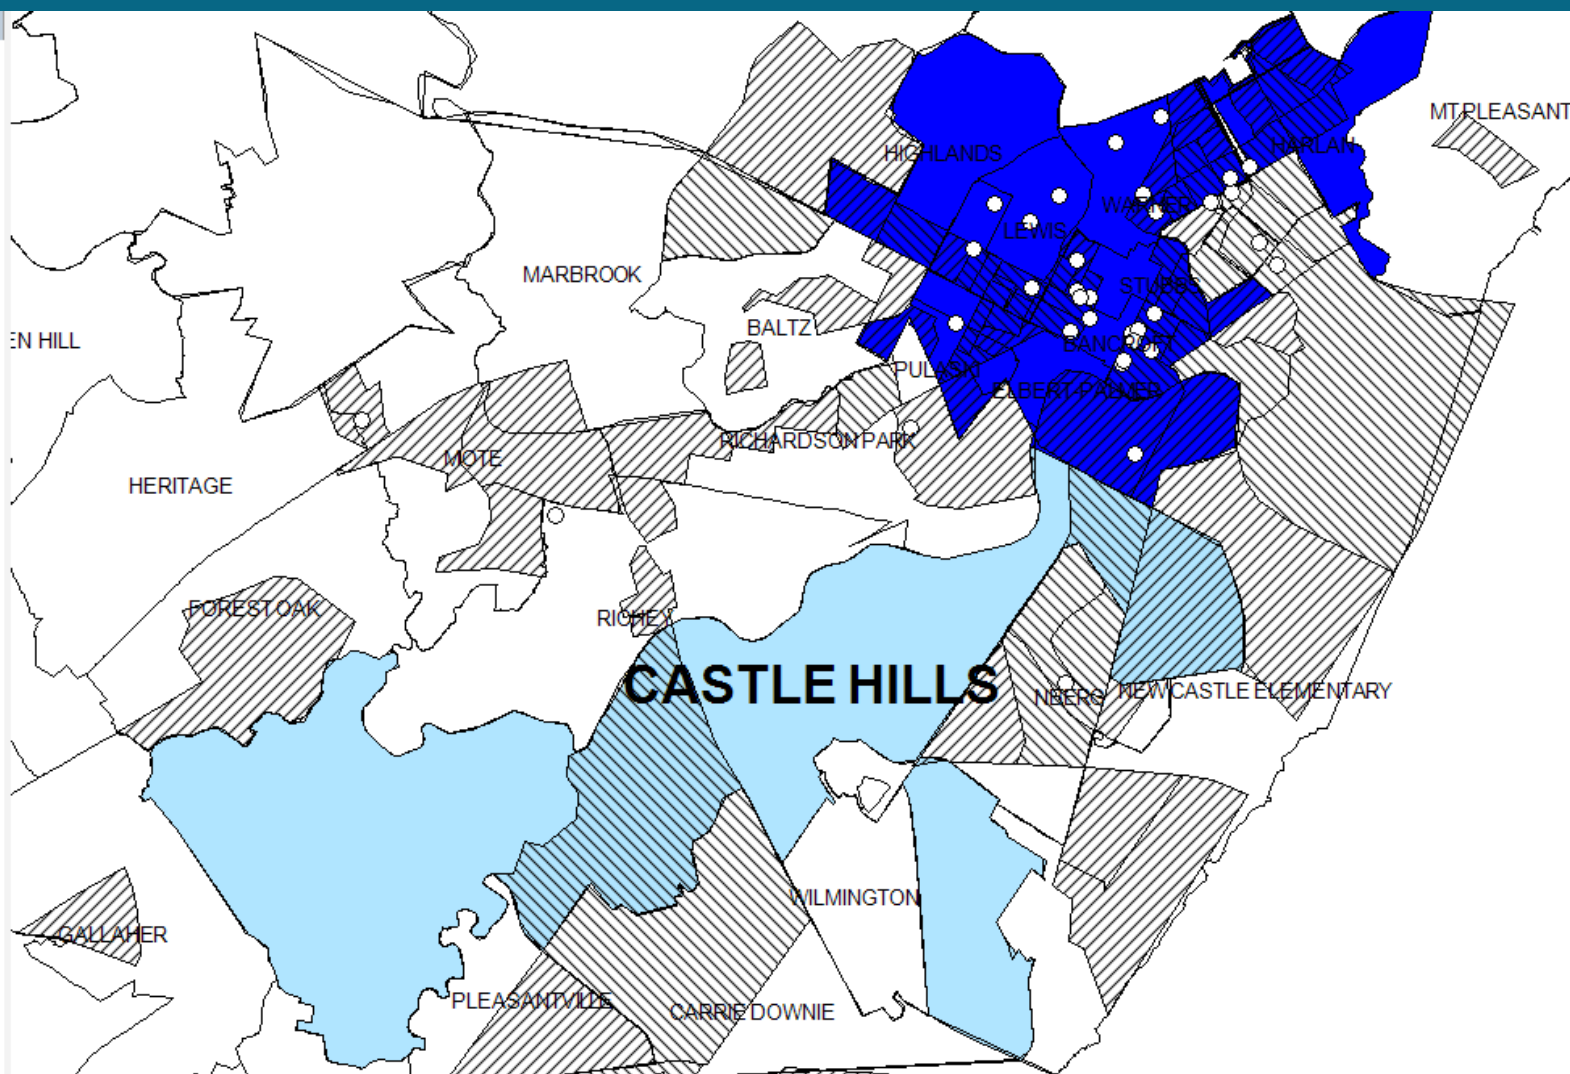 MT.PLEASANT
HARLAN
HIGHLANDS
WARNER
LEWIS
MARBROOK
STUBBS
BALTZ
EN HILL
BANCROFT
PULASKI
ELBERT-PALMER
RICHARDSON PARK
MOTE
HERITAGE
FOREST OAK
RICHEY
CASTLE HILLS
NBERG
NEW CASTLE ELEMENTARY
WILMINGTON
GALLAHER
PLEASANTVILLE
CARRIE DOWNIE